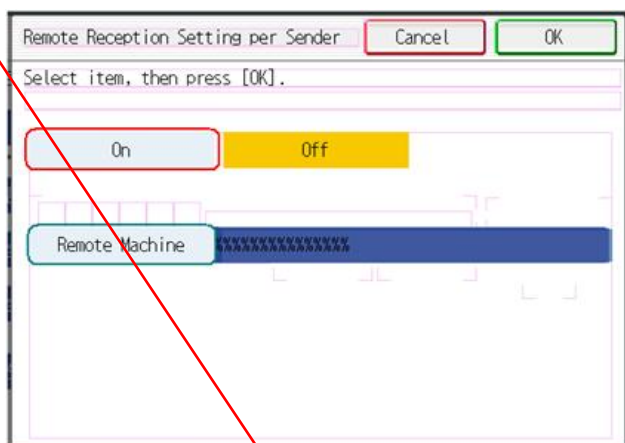 Remote Reception Setting per Sender Cancel OK
Select item, then press [OK].
On Off
Remote Machine %%%%%%%%%%%%%%%